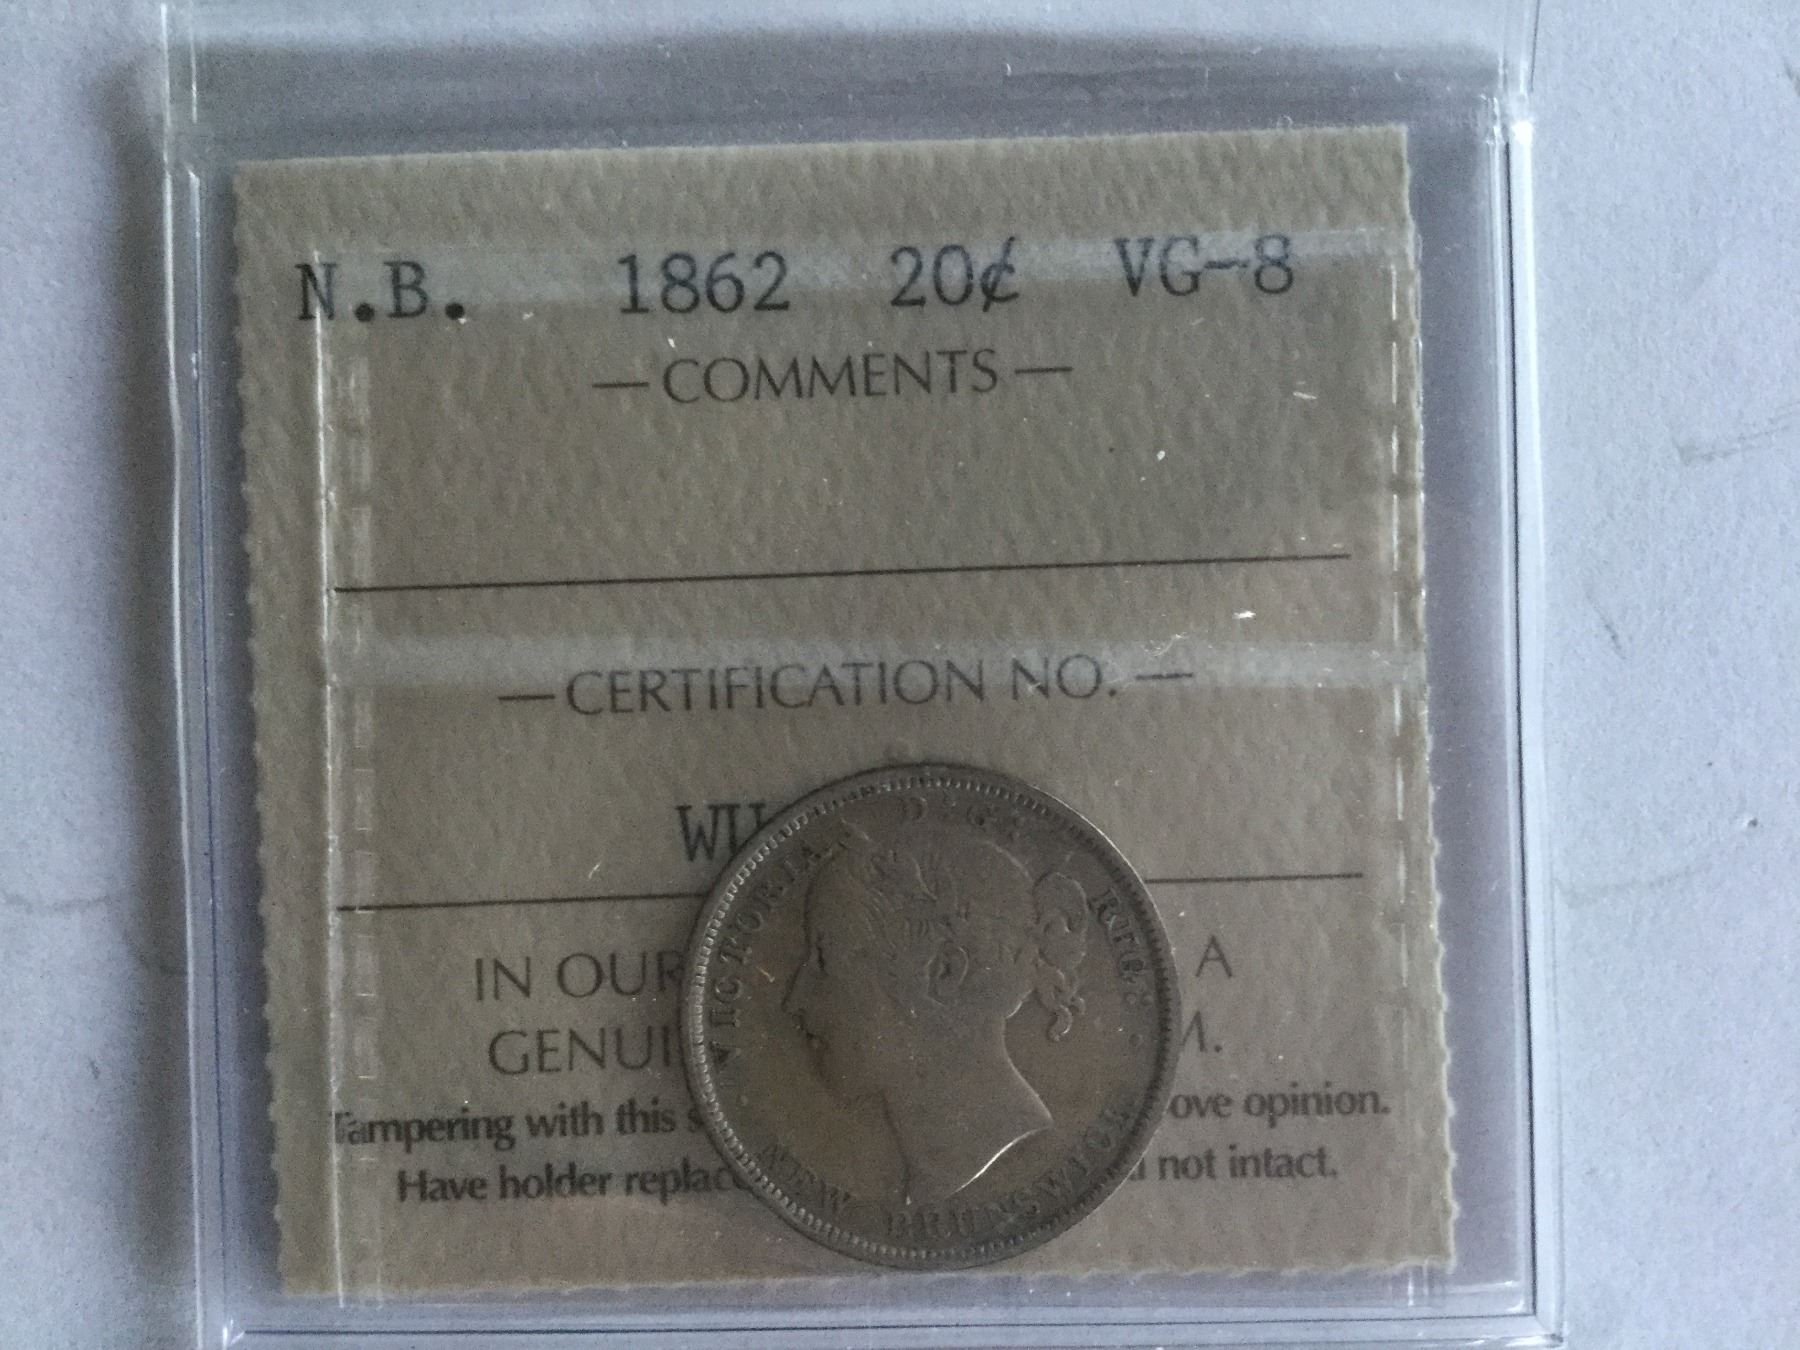 N.B. 1862 20¢ VG-8
— COMMENTS —
— CERTIFICATION NO. —
WU
IN OUR A
GENUI M.
Tampering with this s ove opinion.
Have holder replac not intact.
VICTORIA D:G: REG:
NEW BRUNSWICK